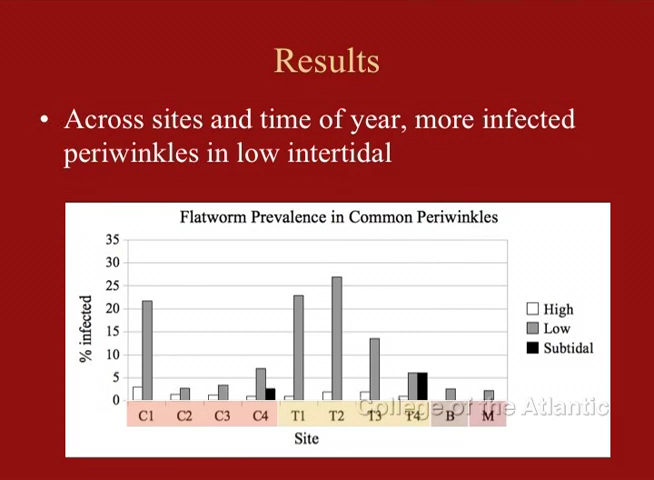 Results
• Across sites and time of year, more infected
periwinkles in low intertidal
Flatworm Prevalence in Common Periwinkles
35
30
25
20
15
10
5
0
% infected
High
Low
Subtidal
C1 C2 C3 C4 T1 T2 T3 T4 B M
College of the Atlantic
Site